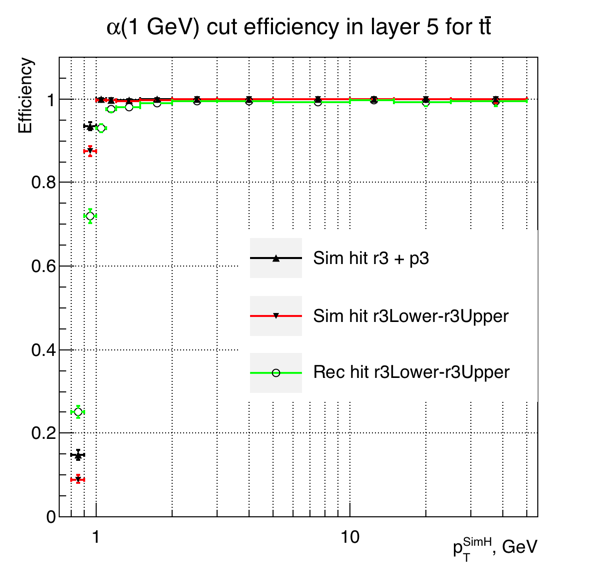 α(1 GeV) cut efficiency in layer 5 for tt̄
Efficiency
1
0.8
0.6
0.4
0.2
0
Sim hit r3 + p3
Sim hit r3Lower-r3Upper
Rec hit r3Lower-r3Upper
1 10
p_T^SimH, GeV